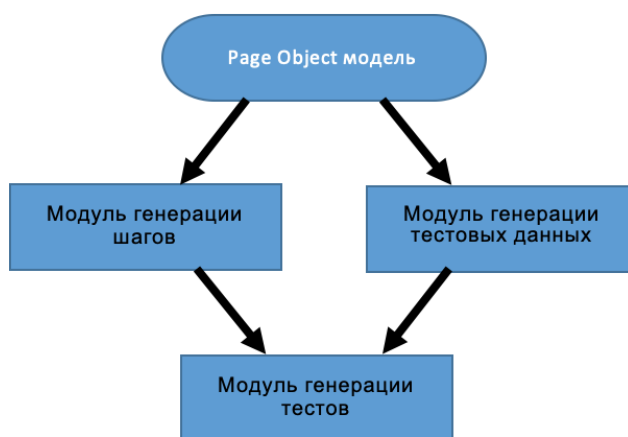 Page Object модель
Модуль генерации
шагов
Модуль генерации
тестовых данных
Модуль генерации
тестов